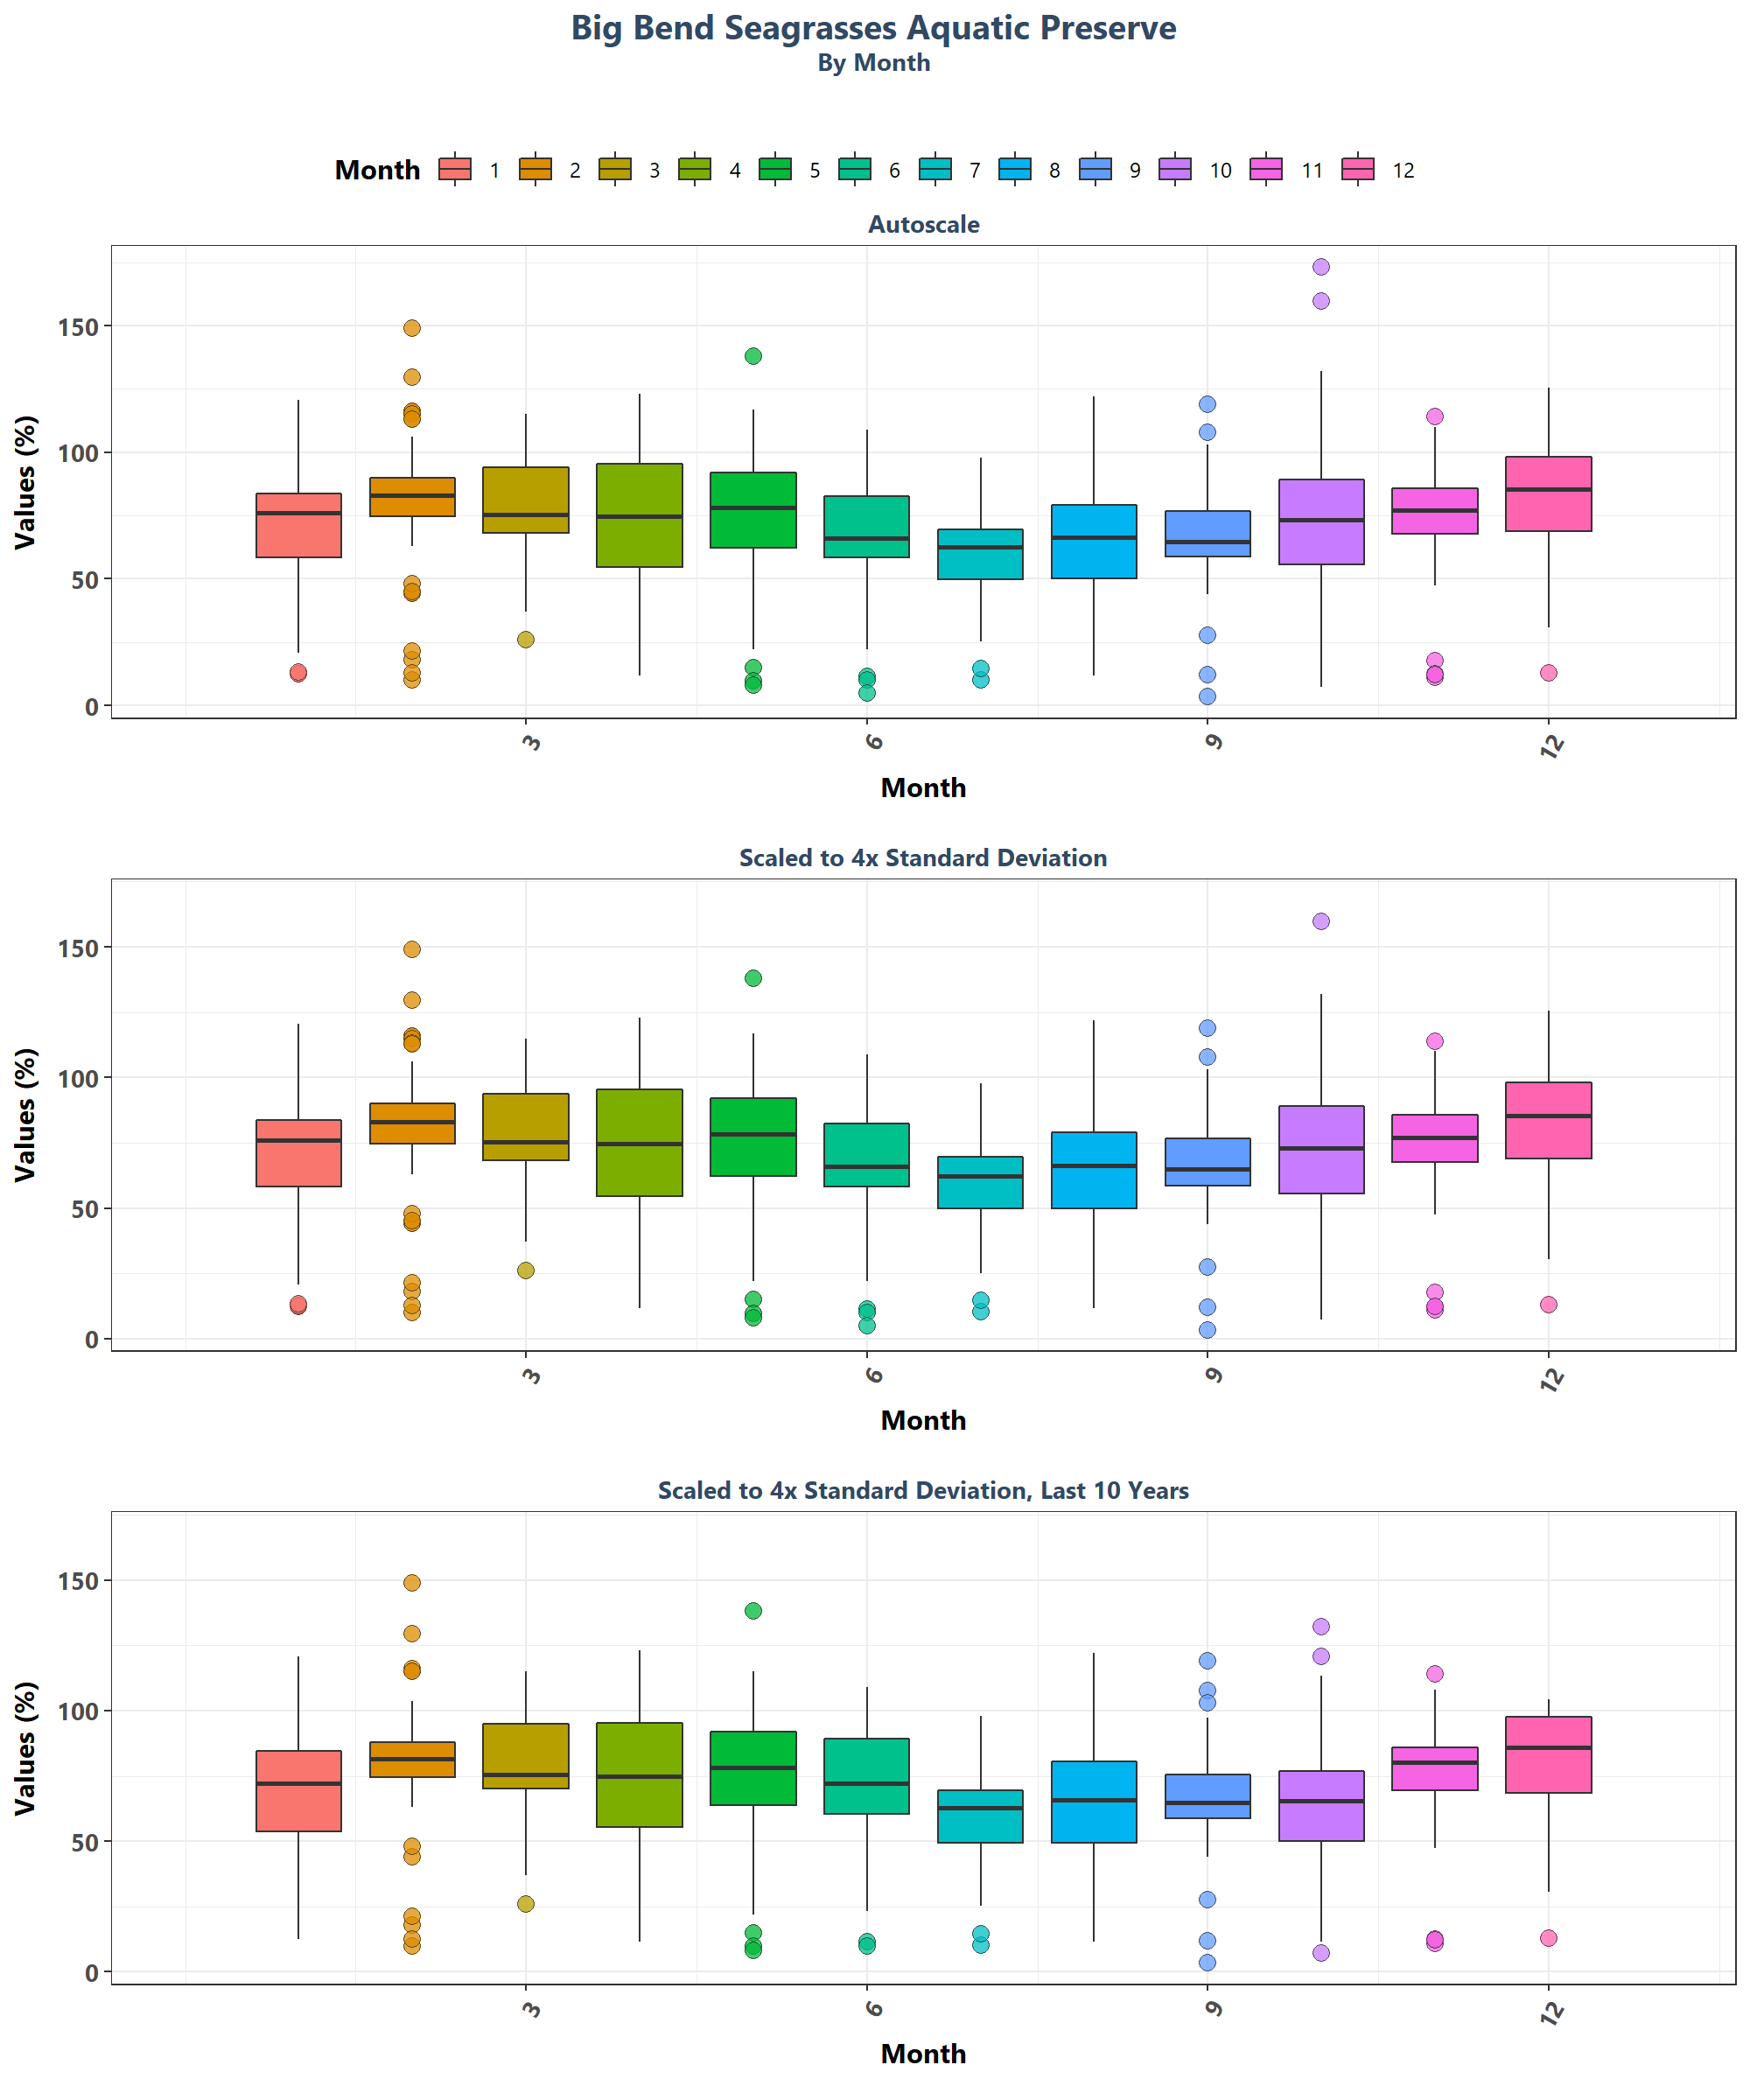 Big Bend Seagrasses Aquatic Preserve
By Month
Month 1 2 3 4 5 6 7 8 9 10 11 12
Autoscale
Values (%)
150
100
50
0
3 6 9 12
Month
Scaled to 4x Standard Deviation
Values (%)
150
100
50
0
3 6 9 12
Month
Scaled to 4x Standard Deviation, Last 10 Years
Values (%)
150
100
50
0
3 6 9 12
Month